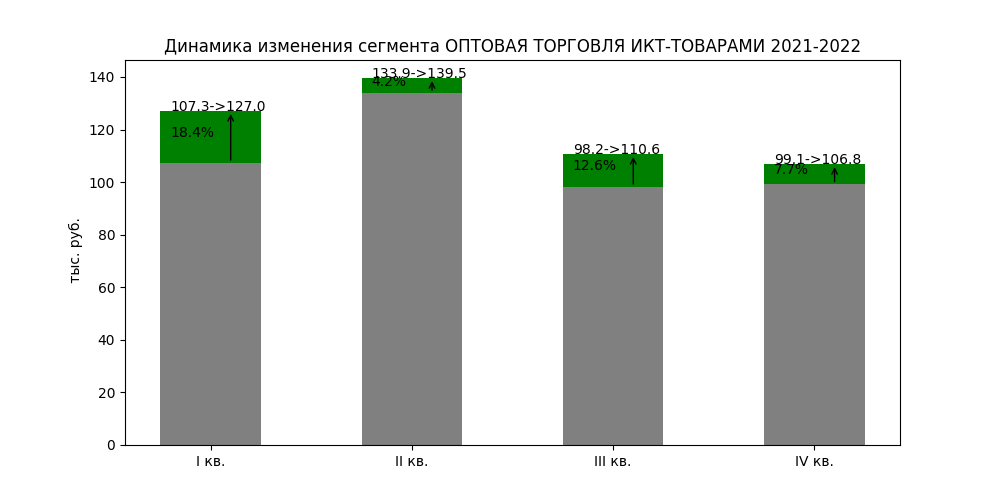 Динамика изменения сегмента ОПТОВАЯ ТОРГОВЛЯ ИКТ-ТОВАРАМИ 2021-2022
тыс. руб.
140
120
100
80
60
40
20
0
107.3->127.0
18.4%
133.9->139.5
4.2%
98.2->110.6
12.6%
99.1->106.8
7.7%
I кв.
II кв.
III кв.
IV кв.